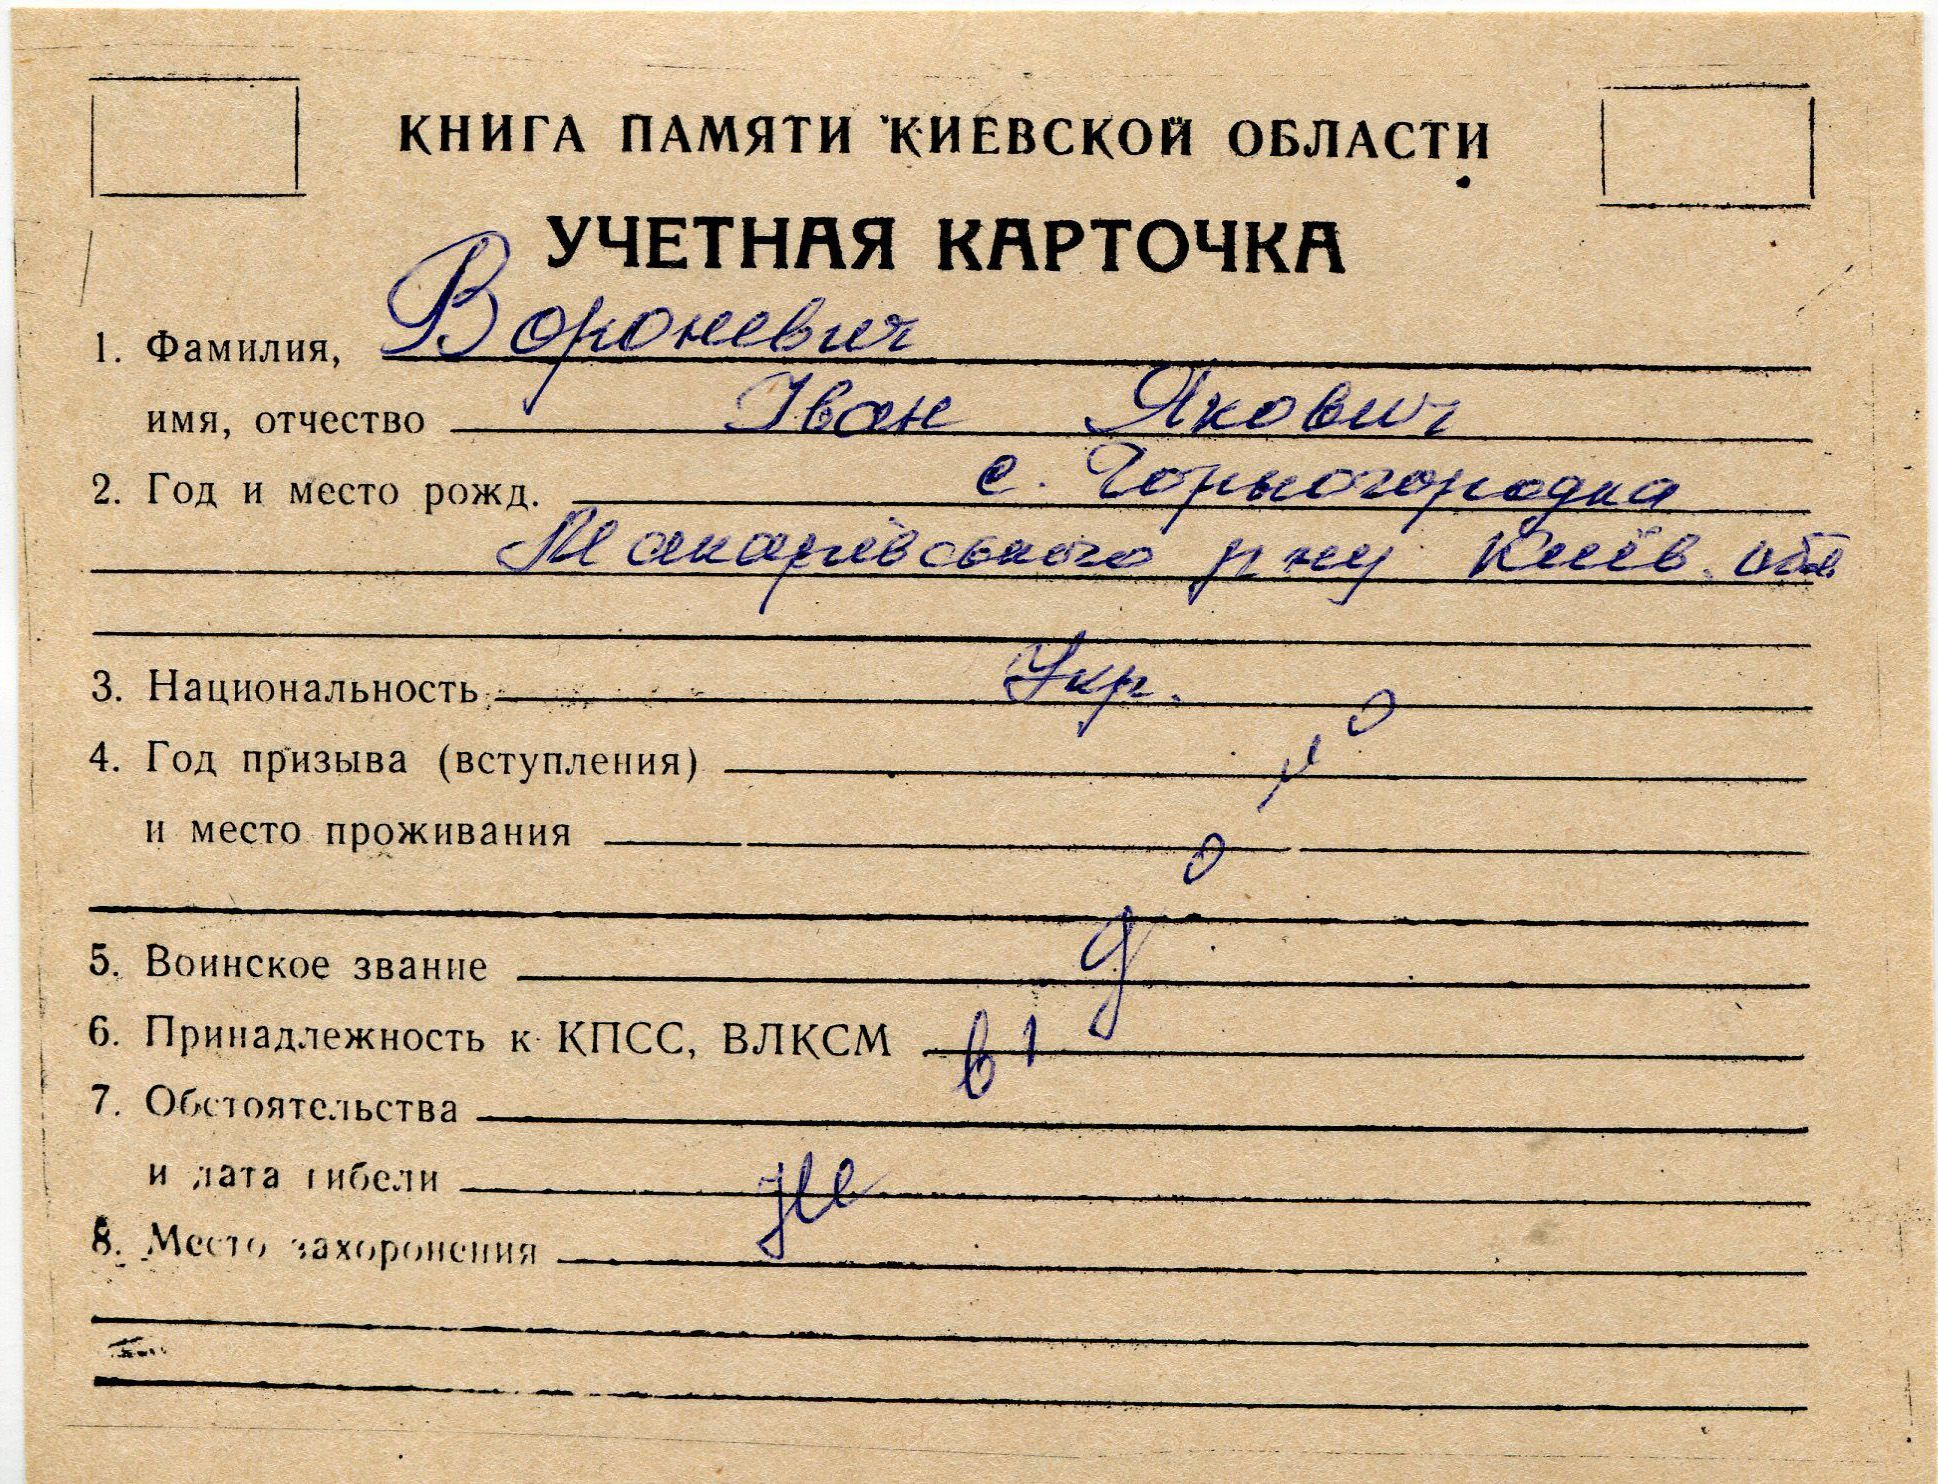 КНИГА ПАМЯТИ КИЕВСКОЙ ОБЛАСТИ
УЧЕТНАЯ КАРТОЧКА
1. Фамилия, Вороневич
имя, отчество Іван Якович
2. Год и место рожд. с. Чорногородка
Макарівського р ну Київ. обл
3. Национальность Укр.
4. Год призыва (вступления)
и место проживания
5. Воинское звание
6. Принадлежность к КПСС, ВЛКСМ
7. Обстоятельства
и дата гибели
8. Место захоронения
не відомо